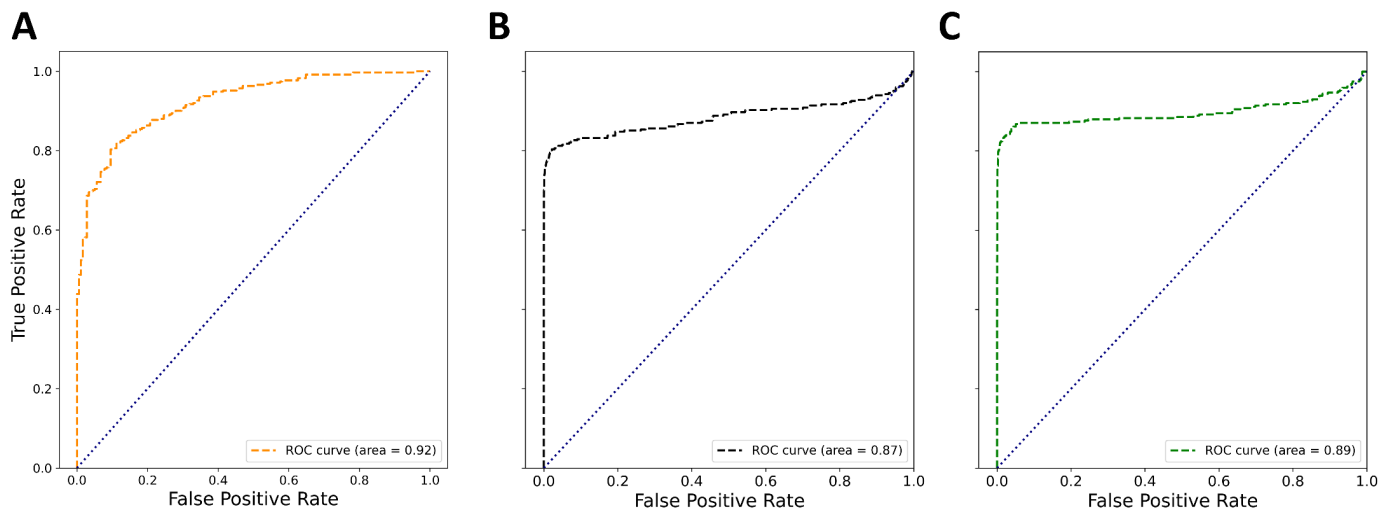 A
B
C
True Positive Rate
1.0
0.8
0.6
0.4
0.2
0.0
0.0 0.2 0.4 0.6 0.8 1.0
False Positive Rate
ROC curve (area = 0.92)
0.0 0.2 0.4 0.6 0.8 1.0
False Positive Rate
ROC curve (area = 0.87)
0.0 0.2 0.4 0.6 0.8 1.0
False Positive Rate
ROC curve (area = 0.89)